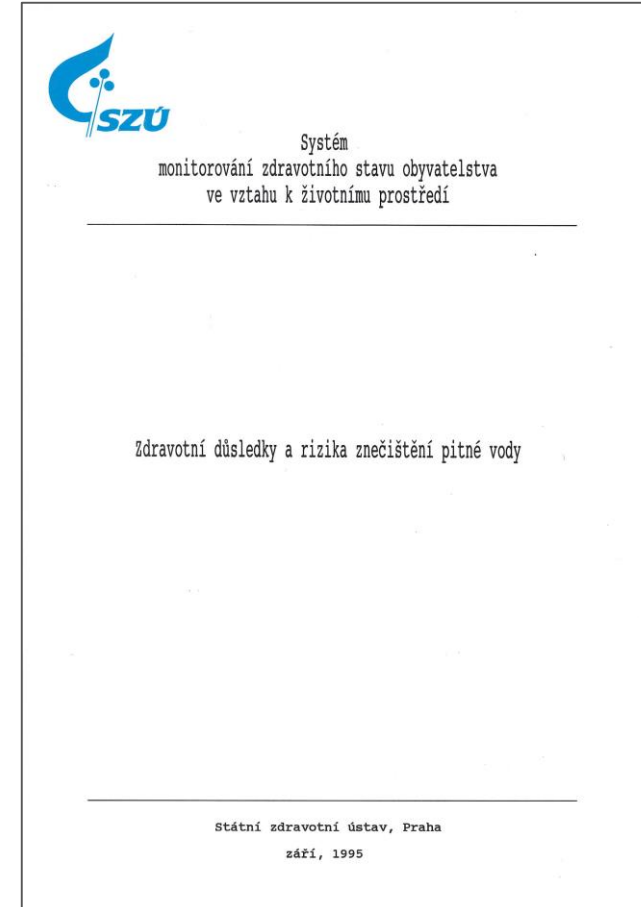 SZÚ
Systém
monitorování zdravotního stavu obyvatelstva
ve vztahu k životnímu prostředí
Zdravotní důsledky a rizika znečištění pitné vody
Státní zdravotní ústav, Praha
září, 1995